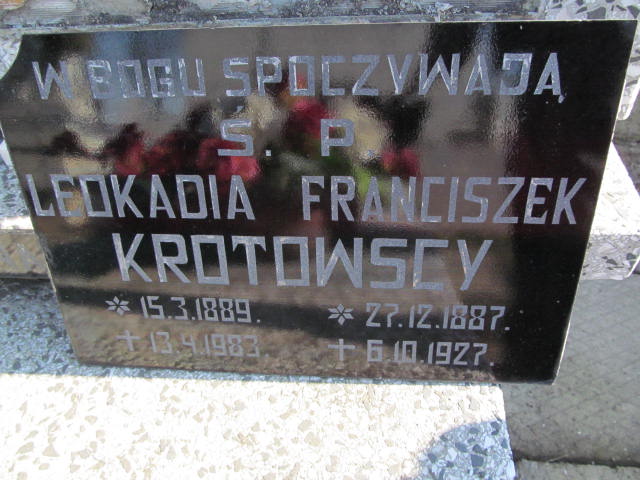 W BOGU SPOCZYWAJĄ
Ś. P.
LEOKADIA FRANCISZEK
KROTOWSCY
* 15.3.1889. * 27.12.1887.
+ 13.4.1983 + 6.10.1927.